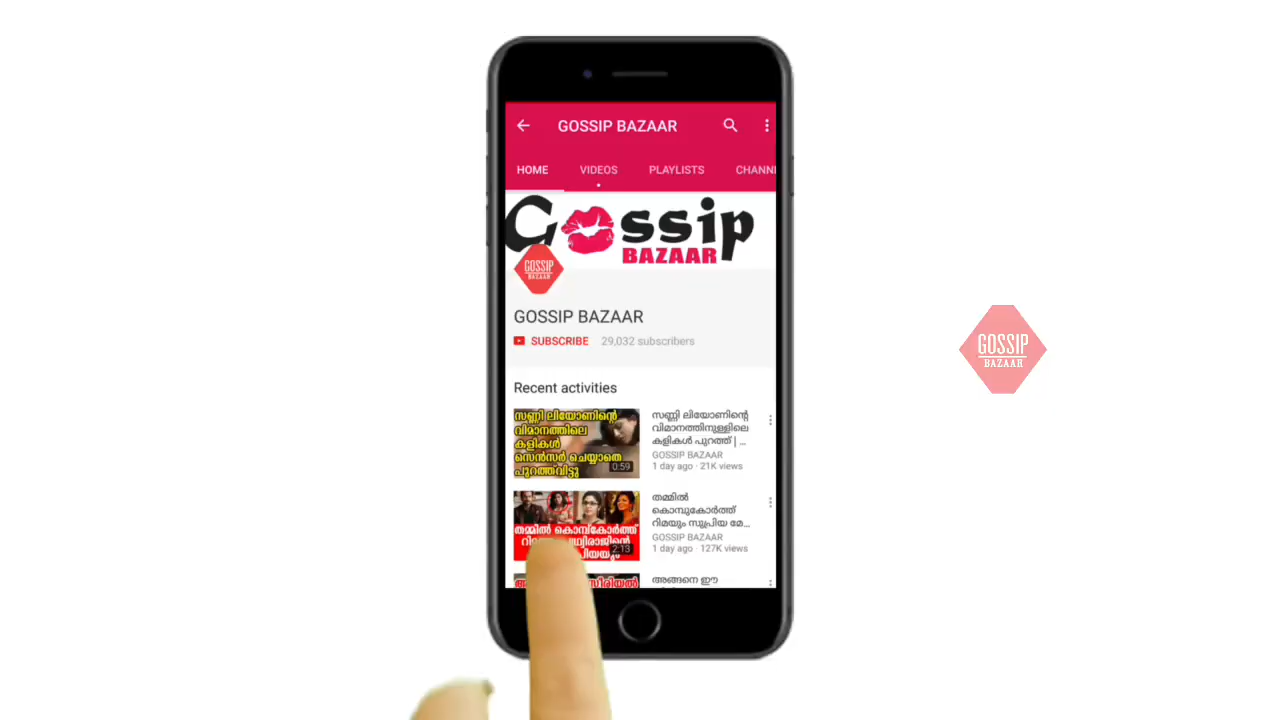 GOSSIP BAZAAR
HOME VIDEOS PLAYLISTS CHANN
Gossip
BAZAAR
GOSSIP
BAZAAR
GOSSIP BAZAAR
SUBSCRIBE 29,032 subscribers
Recent activities
സണ്ണി ലിയോണിന്റെ
വിമാനത്തിലെ
കളികൾ
സെൻസർ ചെയ്യാതെ
പുറത്ത്‌വിട്ടു
0:59
സണ്ണി ലിയോണിന്റെ
വിമാനത്തിനുള്ളിലെ
കളികൾ പുറത്ത് | ...
GOSSIP BAZAAR
1 day ago · 21K views
തമ്മിൽ കൊമ്പ്കോർത്ത്
2:13
തമ്മിൽ
കൊമ്പുകോർത്ത്
റിമയും സുപ്രിയ മേ...
GOSSIP BAZAAR
1 day ago · 127K views
അങ്ങനെ ഈ
GOSSIP
BAZAAR